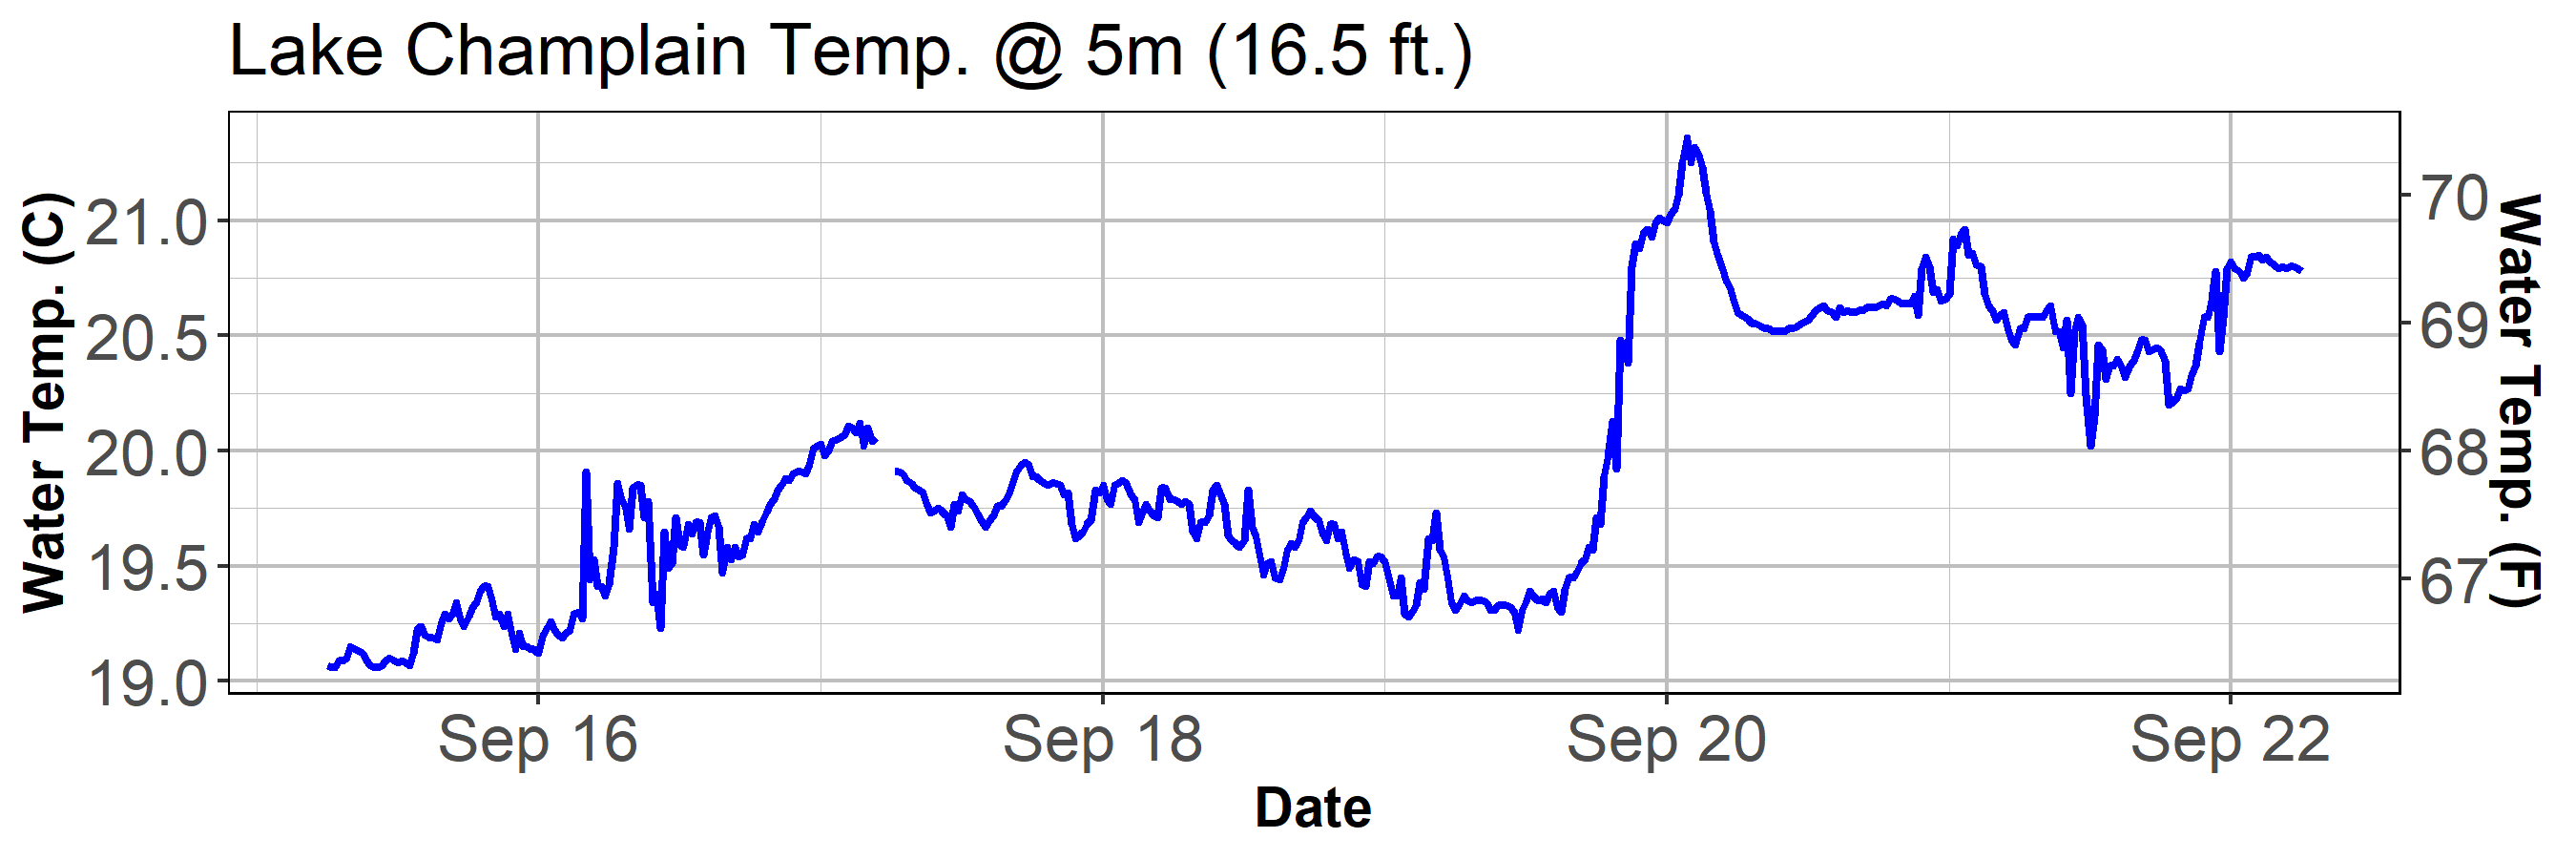 Lake Champlain Temp. @ 5m (16.5 ft.)
Water Temp. (C)
21.0
20.5
20.0
19.5
19.0
70
69
68
67
Water Temp. (F)
Sep 16 Sep 18 Sep 20 Sep 22
Date